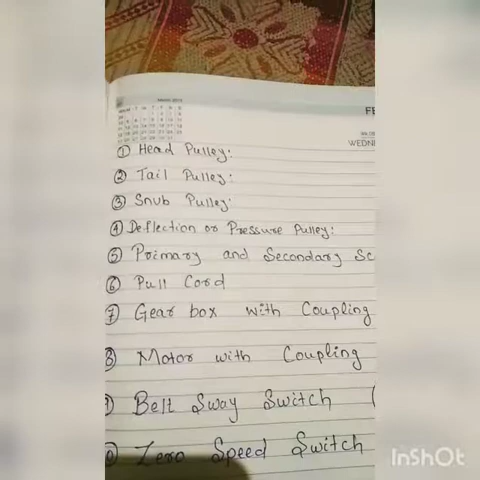 FE
WEDNE
① Head Pulley:
② Tail Pulley:
③ Snub Pulley:
④ Deflection or Pressure Pulley:
⑤ Primary and Secondary Sc
⑥ Pull Cord
⑦ Gear box with Coupling
⑧ Motor with Coupling
Belt Sway Switch (
Zero Speed Switch
InShOt